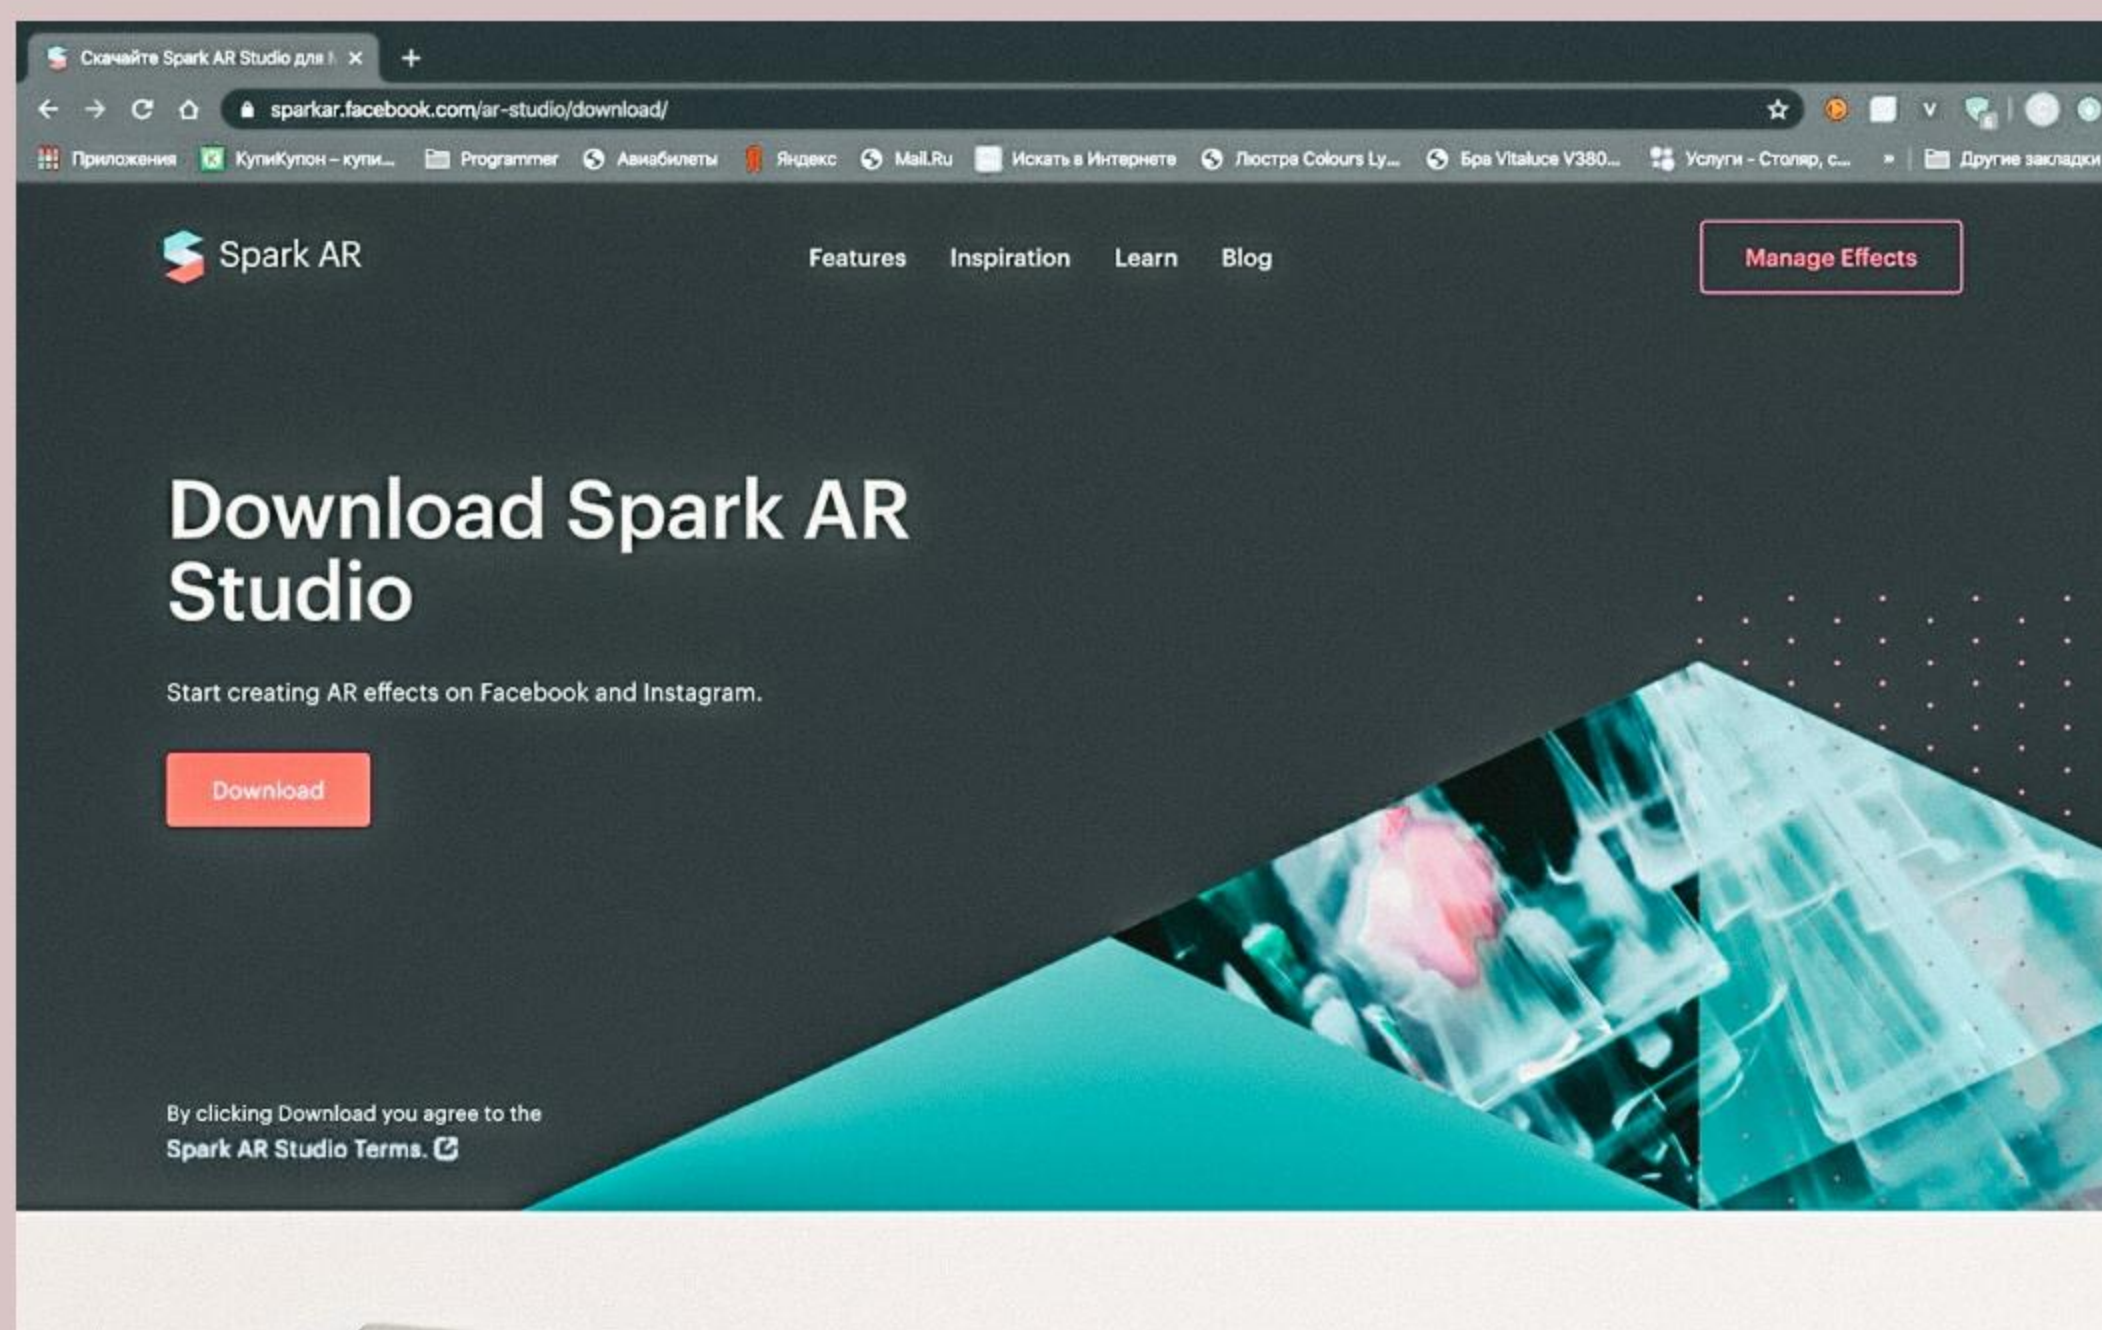 Скачайте Spark AR Studio для
sparkar.facebook.com/ar-studio/download/
Приложения КупиКупон – купи... Programmer Авиабилеты Яндекс Mail.Ru Искать в Интернете Люстра Colours Ly... Бра Vitaluce V380... Услуги - Столяр, с... » Другие закладки
Spark AR Features Inspiration Learn Blog Manage Effects
Download Spark AR
Studio
Start creating AR effects on Facebook and Instagram.
Download
By clicking Download you agree to the
Spark AR Studio Terms.